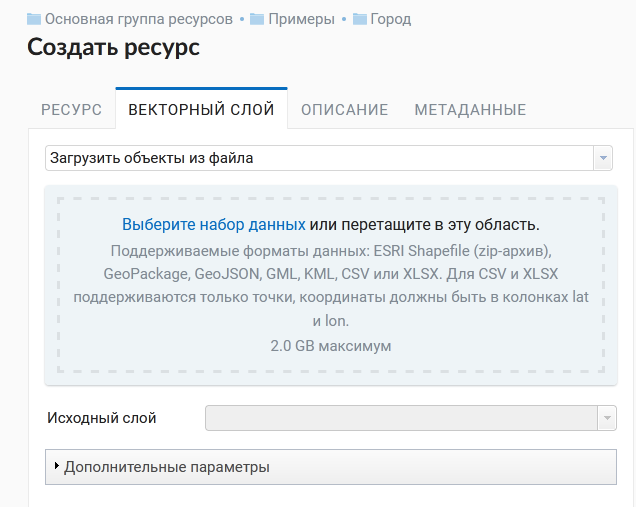 Основная группа ресурсов • Примеры • Город
Создать ресурс
РЕСУРС ВЕКТОРНЫЙ СЛОЙ ОПИСАНИЕ МЕТАДАННЫЕ
Загрузить объекты из файла
Выберите набор данных или перетащите в эту область.
Поддерживаемые форматы данных: ESRI Shapefile (zip-архив),
GeoPackage, GeoJSON, GML, KML, CSV или XLSX. Для CSV и XLSX
поддерживаются только точки, координаты должны быть в колонках lat
и lon.
2.0 GB максимум
Исходный слой
Дополнительные параметры